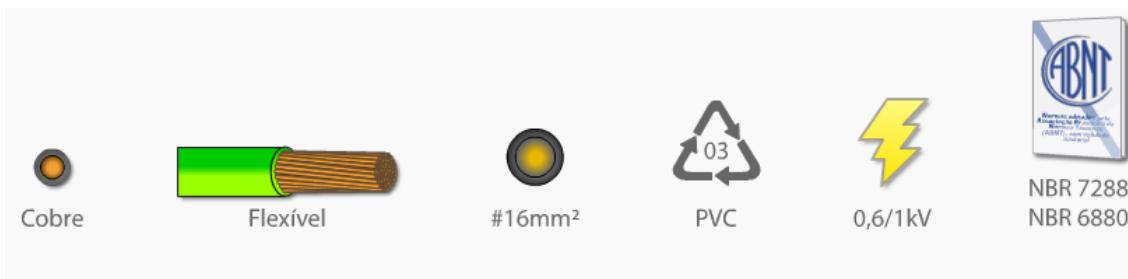 ABNT
Cobre
Flexível
#16mm²
03
PVC
0,6/1kV
NBR 7288
NBR 6880